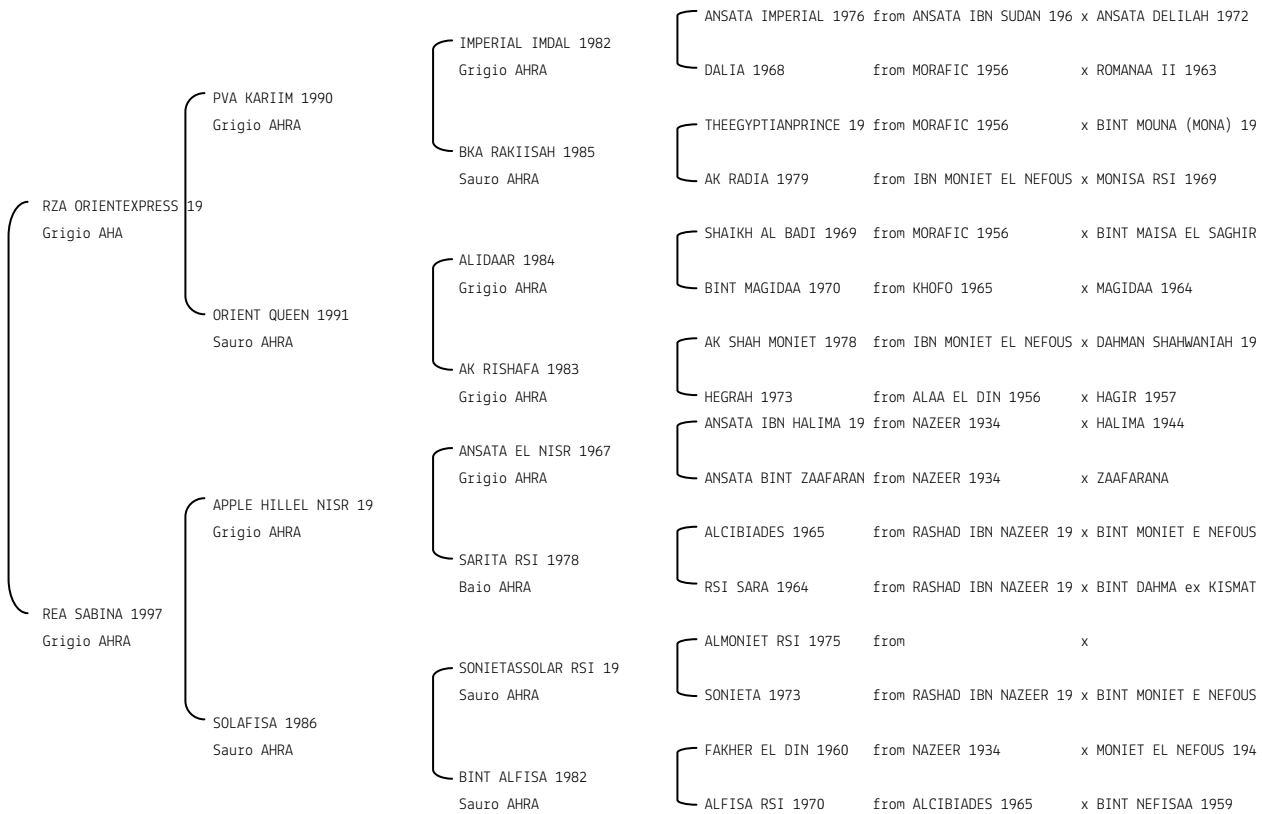 ANSATA IMPERIAL 1976 from ANSATA IBN SUDAN 196 x ANSATA DELILAH 1972
IMPERIAL IMDAL 1982
Grigio AHRA
DALIA 1968 from MORAFIC 1956 x ROMANAA II 1963
PVA KARIIM 1990
Grigio AHRA
THEEGYPTIANPRINCE 19 from MORAFIC 1956 x BINT MOUNA (MONA) 19
BKA RAKIISAH 1985
Sauro AHRA
AK RADIA 1979 from IBN MONIET EL NEFOUS x MONISA RSI 1969
RZA ORIENTEXPRESS 19
Grigio AHA
SHAIKH AL BADI 1969 from MORAFIC 1956 x BINT MAISA EL SAGHIR
ALIDAAR 1984
Grigio AHRA
BINT MAGIDAA 1970 from KHOFO 1965 x MAGIDAA 1964
ORIENT QUEEN 1991
Sauro AHRA
AK SHAH MONIET 1978 from IBN MONIET EL NEFOUS x DAHMAN SHAHWANIAH 19
AK RISHAFA 1983
Grigio AHRA
HEGRAH 1973 from ALAA EL DIN 1956 x HAGIR 1957
ANSATA IBN HALIMA 19 from NAZEER 1934 x HALIMA 1944
ANSATA EL NISR 1967
Grigio AHRA
ANSATA BINT ZAAFARAN from NAZEER 1934 x ZAAFARANA
APPLE HILLEL NISR 19
Grigio AHRA
ALCIBIADES 1965 from RASHAD IBN NAZEER 19 x BINT MONIET E NEFOUS
SARITA RSI 1978
Baio AHRA
RSI SARA 1964 from RASHAD IBN NAZEER 19 x BINT DAHMA ex KISMAT
REA SABINA 1997
Grigio AHRA
ALMONIET RSI 1975 from x
SONIETASSOLAR RSI 19
Sauro AHRA
SONIETA 1973 from RASHAD IBN NAZEER 19 x BINT MONIET E NEFOUS
SOLAFISA 1986
Sauro AHRA
FAKHER EL DIN 1960 from NAZEER 1934 x MONIET EL NEFOUS 194
BINT ALFISA 1982
Sauro AHRA
ALFISA RSI 1970 from ALCIBIADES 1965 x BINT NEFISAA 1959